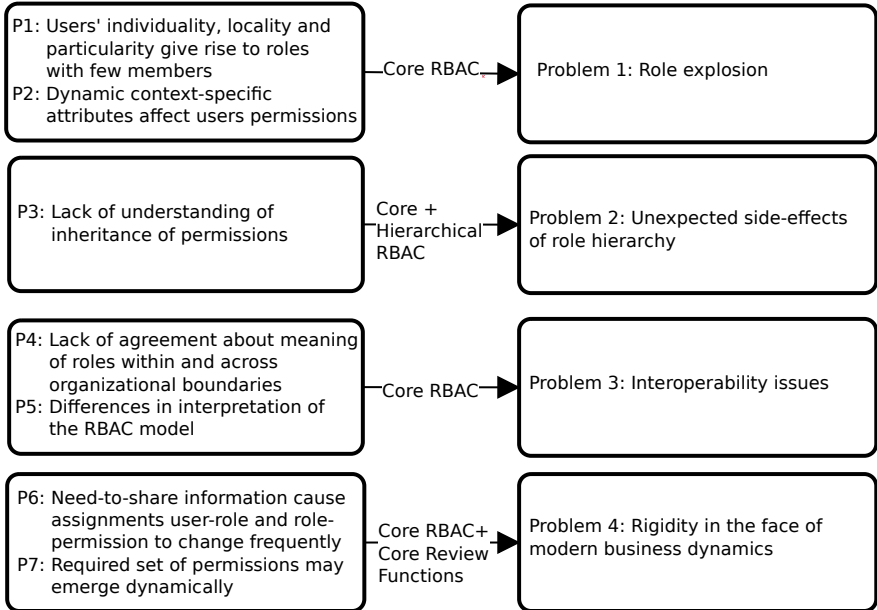 P1: Users' individuality, locality and
particularity give rise to roles
with few members
P2: Dynamic context-specific
attributes affect users permissions
Core RBAC
Problem 1: Role explosion
P3: Lack of understanding of
inheritance of permissions
Core +
Hierarchical
RBAC
Problem 2: Unexpected side-effects
of role hierarchy
P4: Lack of agreement about meaning
of roles within and across
organizational boundaries
P5: Differences in interpretation of
the RBAC model
Core RBAC
Problem 3: Interoperability issues
P6: Need-to-share information cause
assignments user-role and role-
permission to change frequently
P7: Required set of permissions may
emerge dynamically
Core RBAC+
Core Review
Functions
Problem 4: Rigidity in the face of
modern business dynamics